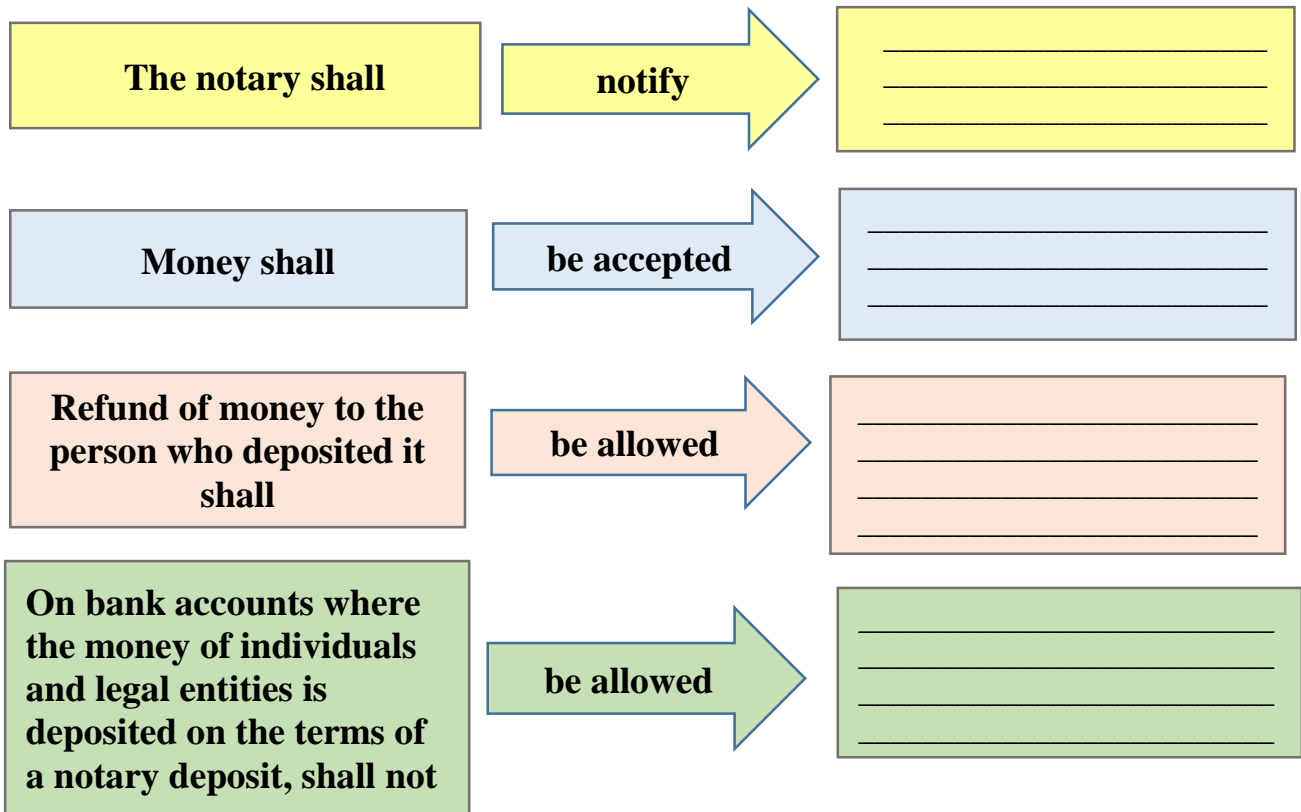 The notary shall
notify
Money shall
be accepted
Refund of money to the
person who deposited it
shall
be allowed
On bank accounts where
the money of individuals
and legal entities is
deposited on the terms of
a notary deposit, shall not
be allowed